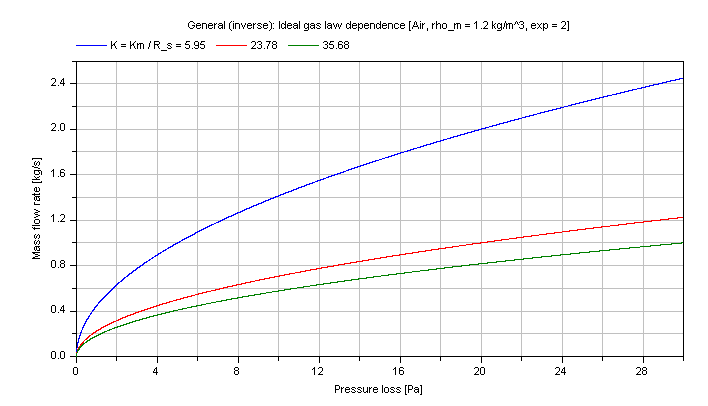 General (inverse): Ideal gas law dependence [Air, rho_m = 1.2 kg/m^3, exp = 2]
K = Km / R_s = 5.95 23.78 35.68
2.4
2.0
1.6
1.2
0.8
0.4
0.0
Mass flow rate [kg/s]
0 4 8 12 16 20 24 28
Pressure loss [Pa]